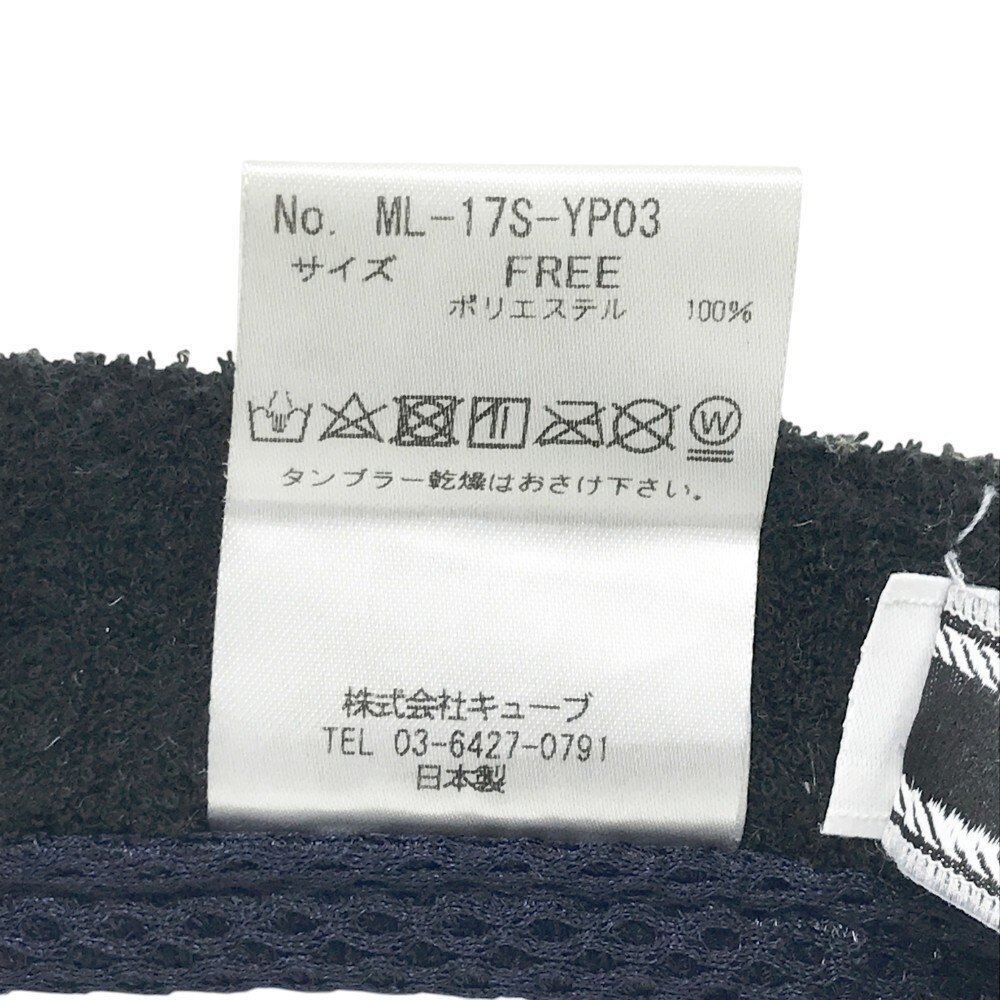 No. ML-17S-YP03
サイズ FREE
ポリエステル 100%
W
タンブラー乾燥はおさけ下さい。
株式会社キューブ
TEL 03-6427-0791
日本製